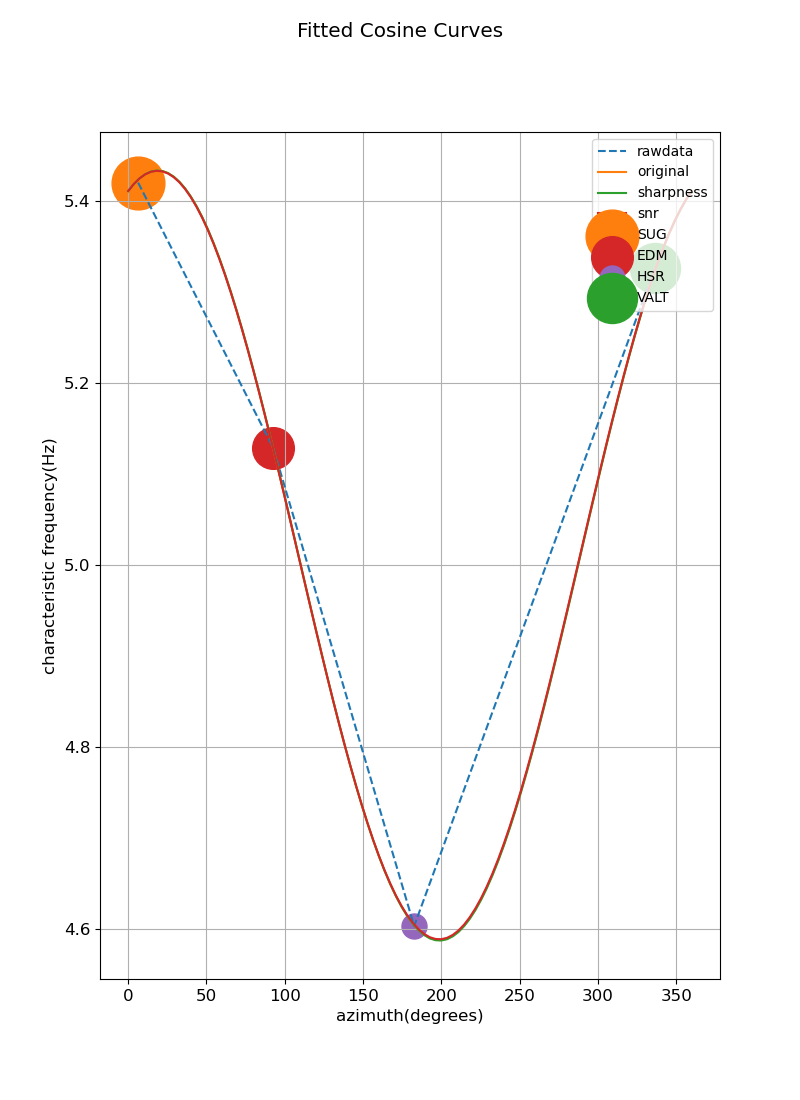 Fitted Cosine Curves
rawdata
original
sharpness
snr
SUG
EDM
HSR
VALT
5.4
5.2
5.0
4.8
4.6
characteristic frequency(Hz)
0 50 100 150 200 250 300 350
azimuth(degrees)